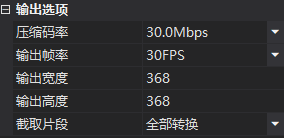 输出选项
压缩码率 30.0Mbps
输出帧率 30FPS
输出宽度 368
输出高度 368
截取片段 全部转换